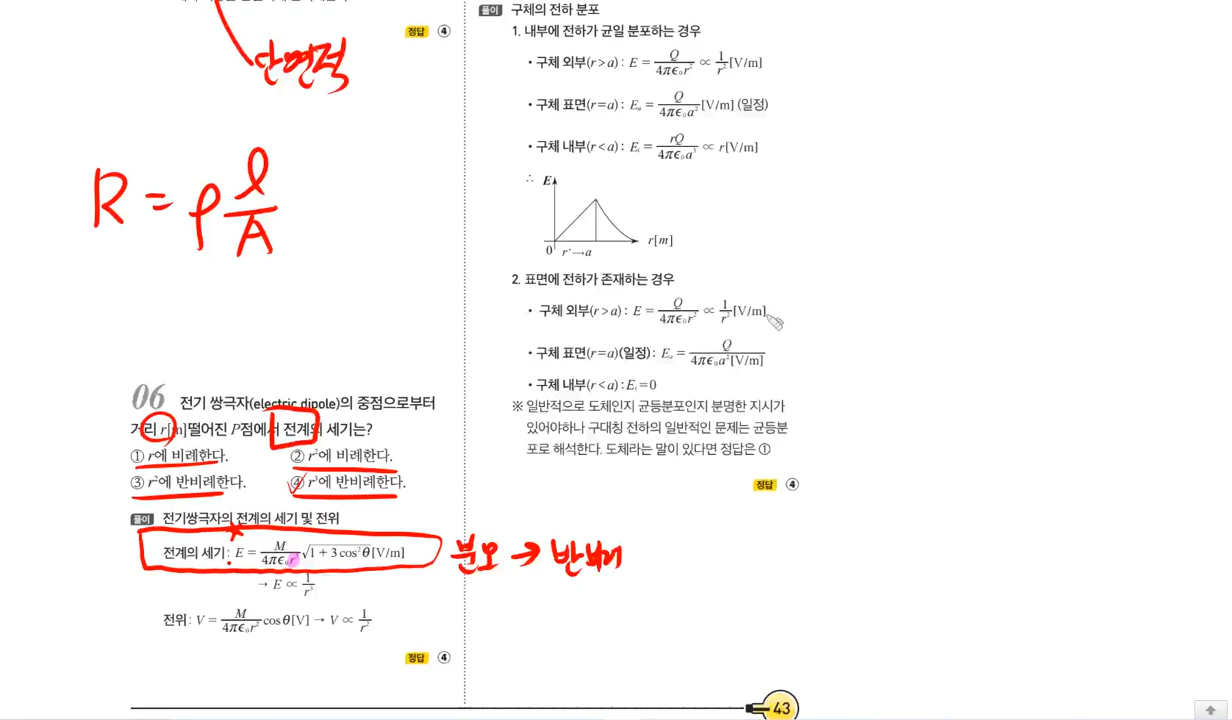 정답 ④
단면적
R = ρ l/A
06 전기 쌍극자(electric dipole)의 중점으로부터
거리 r[m]떨어진 P점에서 전계의 세기는?
① r에 비례한다. ② r²에 비례한다.
③ r²에 반비례한다. ④ r³에 반비례한다.
풀이 전기쌍극자의 전계의 세기 및 전위
전계의 세기: E = M/4πϵ₀r³ √(1 + 3 cos²θ) [V/m]
분모 → 반비례
→ E ∝ 1/r³
전위: V = M/4πϵ₀r² cosθ[V] → V ∝ 1/r²
정답 ④
풀이 구체의 전하 분포
1. 내부에 전하가 균일 분포하는 경우
• 구체 외부(r>a) : E = Q/4πϵ₀r² ∝ 1/r² [V/m]
• 구체 표면(r=a) : Eₐ = Q/4πϵ₀a² [V/m] (일정)
• 구체 내부(r<a) : Eᵢ = rQ/4πϵ₀a³ ∝ r[V/m]
∴ E
r[m]
0 r→a
2. 표면에 전하가 존재하는 경우
• 구체 외부(r>a) : E = Q/4πϵ₀r² ∝ 1/r² [V/m]
• 구체 표면(r=a)(일정) : Eₐ = Q/4πϵ₀a²[V/m]
• 구체 내부(r<a) : Eᵢ=0
※ 일반적으로 도체인지 균등분포인지 분명한 지시가
있어야하나 구대칭 전하의 일반적인 문제는 균등분
포로 해석한다. 도체라는 말이 있다면 정답은 ①
정답 ④
43